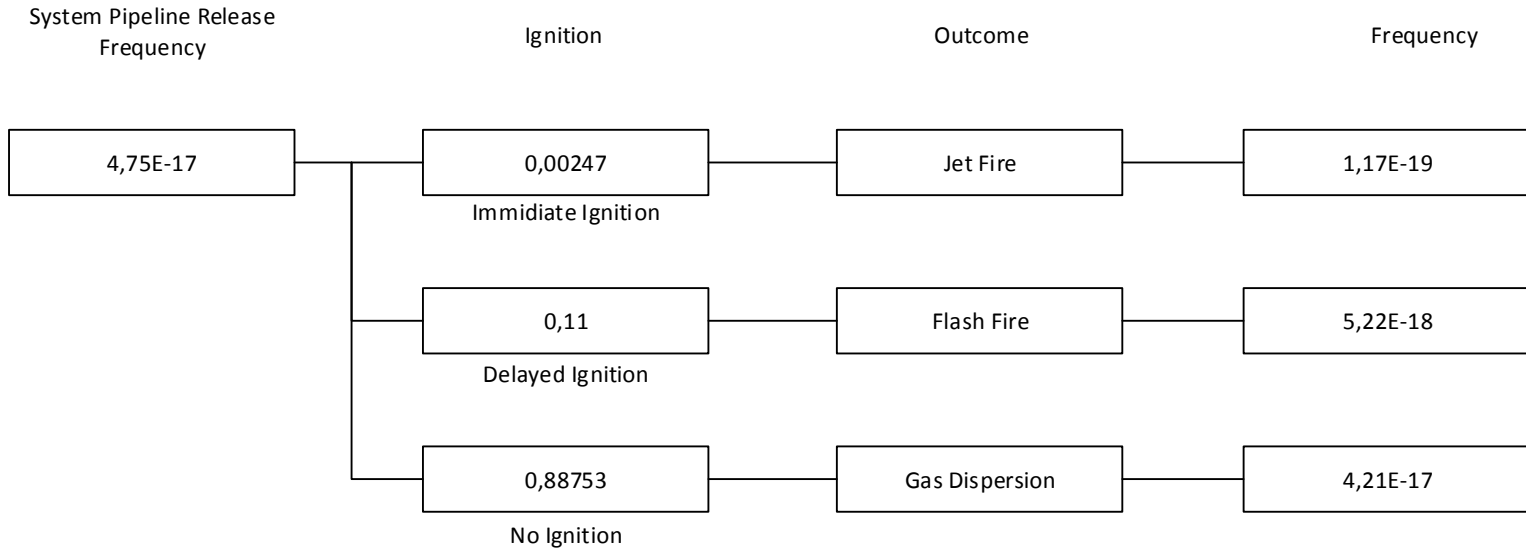 System Pipeline Release
Frequency
Ignition
Outcome
Frequency
4,75E-17
0,00247
Jet Fire
1,17E-19
Immidiate Ignition
0,11
Flash Fire
5,22E-18
Delayed Ignition
0,88753
Gas Dispersion
4,21E-17
No Ignition